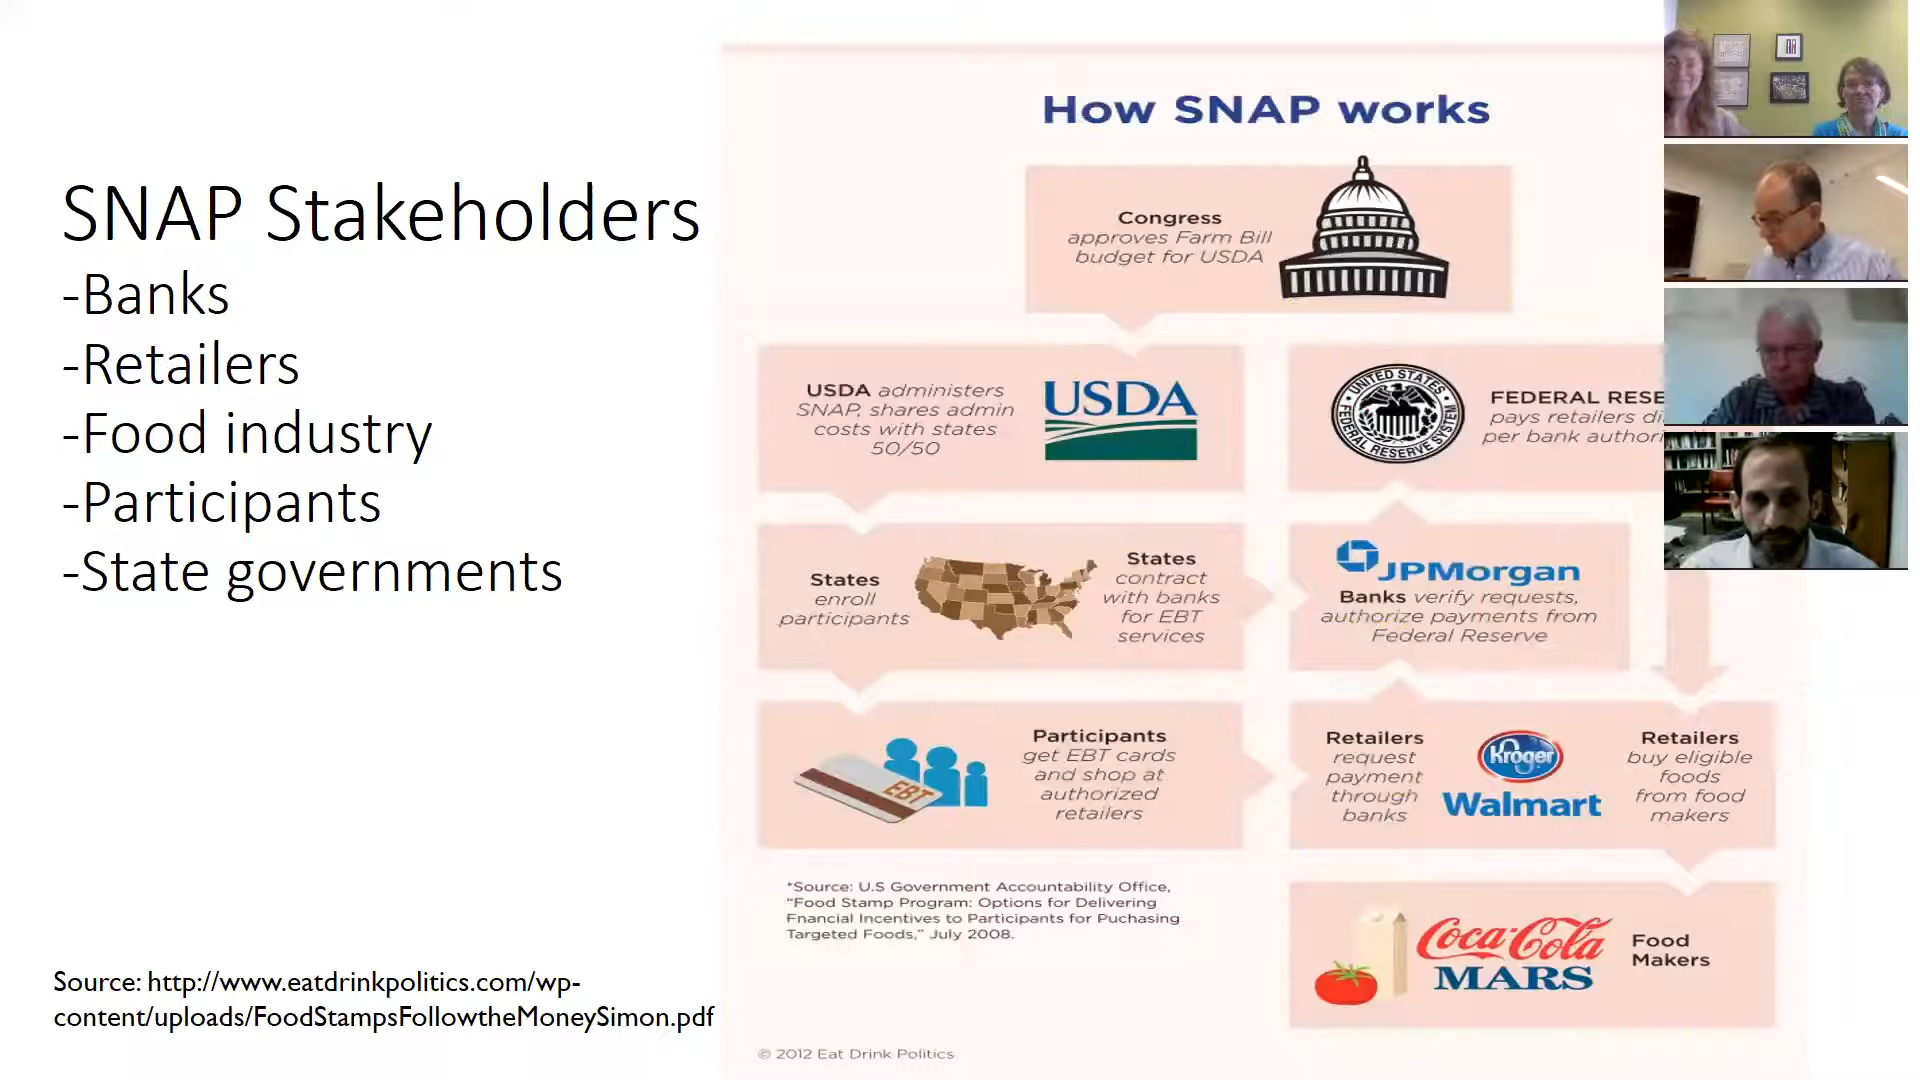 SNAP Stakeholders
-Banks
-Retailers
-Food industry
-Participants
-State governments
Source: http://www.eatdrinkpolitics.com/wp-
content/uploads/FoodStampsFollowtheMoneySimon.pdf
How SNAP works
Congress
approves Farm Bill
budget for USDA
USDA administers
SNAP, shares admin
costs with states
50/50
USDA
UNITED STATES
FEDERAL RESERVE SYSTEM
FEDERAL RESE
pays retailers di
per bank author
States
enroll
participants
States
contract
with banks
for EBT
services
JPMorgan
Banks verify requests,
authorize payments from
Federal Reserve
EBT
Participants
get EBT cards
and shop at
authorized
retailers
Retailers
request
payment
through
banks
Kroger
Walmart
Retailers
buy eligible
foods
from food
makers
*Source: U.S Government Accountability Office,
“Food Stamp Program: Options for Delivering
Fnancial Incentives to Participants for Puchasing
Targeted Foods,” July 2008.
Coca-Cola
MARS
Food
Makers
© 2012 Eat Drink Politics